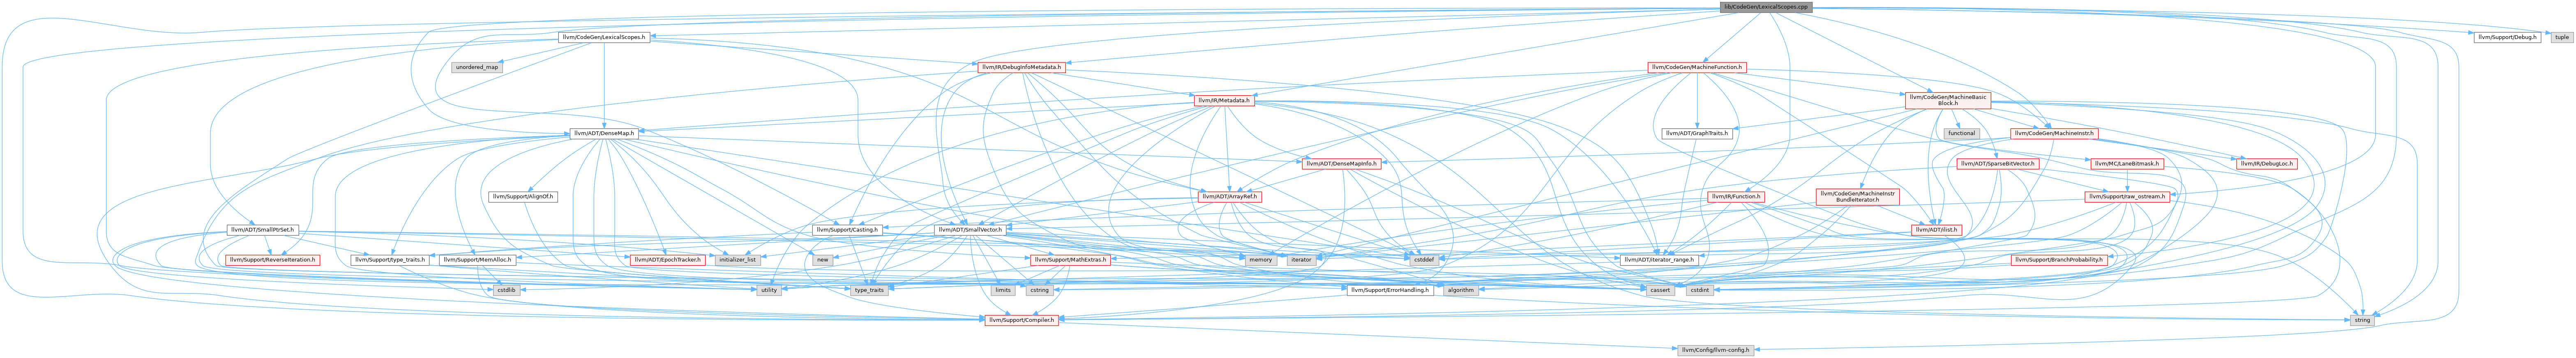 lib/CodeGen/LexicalScopes.cpp
llvm/CodeGen/LexicalScopes.h
llvm/Support/Debug.h
tuple
unordered_map
llvm/IR/DebugInfoMetadata.h
llvm/CodeGen/MachineFunction.h
llvm/IR/Metadata.h
llvm/CodeGen/MachineBasic
Block.h
llvm/ADT/DenseMap.h
llvm/ADT/GraphTraits.h
functional
llvm/CodeGen/MachineInstr.h
llvm/ADT/DenseMapInfo.h
llvm/ADT/SparseBitVector.h
llvm/MC/LaneBitmask.h
llvm/IR/DebugLoc.h
llvm/Support/AlignOf.h
llvm/ADT/ArrayRef.h
llvm/IR/Function.h
llvm/CodeGen/MachineInstr
BundleIterator.h
llvm/Support/raw_ostream.h
llvm/ADT/SmallPtrSet.h
llvm/Support/Casting.h
llvm/ADT/SmallVector.h
llvm/ADT/ilist.h
llvm/Support/ReverseIteration.h
llvm/Support/type_traits.h
llvm/Support/MemAlloc.h
llvm/ADT/EpochTracker.h
initializer_list
new
llvm/Support/MathExtras.h
memory
iterator
cstddef
llvm/ADT/iterator_range.h
llvm/Support/BranchProbability.h
cstdlib
utility
type_traits
limits
cstring
llvm/Support/ErrorHandling.h
algorithm
cassert
cstdint
llvm/Support/Compiler.h
string
llvm/Config/llvm-config.h